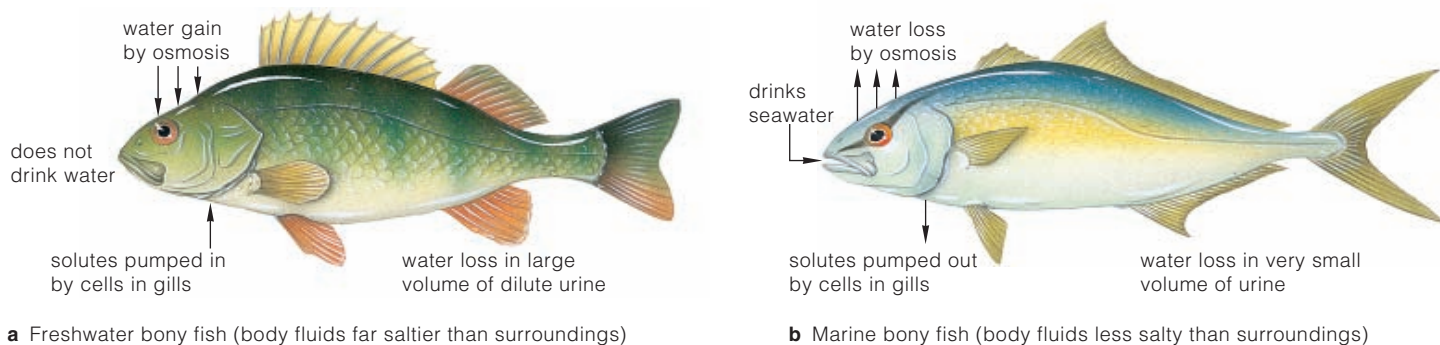 water gain
by osmosis
does not
drink water
solutes pumped in
by cells in gills
water loss in large
volume of dilute urine
a Freshwater bony fish (body fluids far saltier than surroundings)
water loss
by osmosis
drinks
seawater
solutes pumped out
by cells in gills
water loss in very small
volume of urine
b Marine bony fish (body fluids less salty than surroundings)